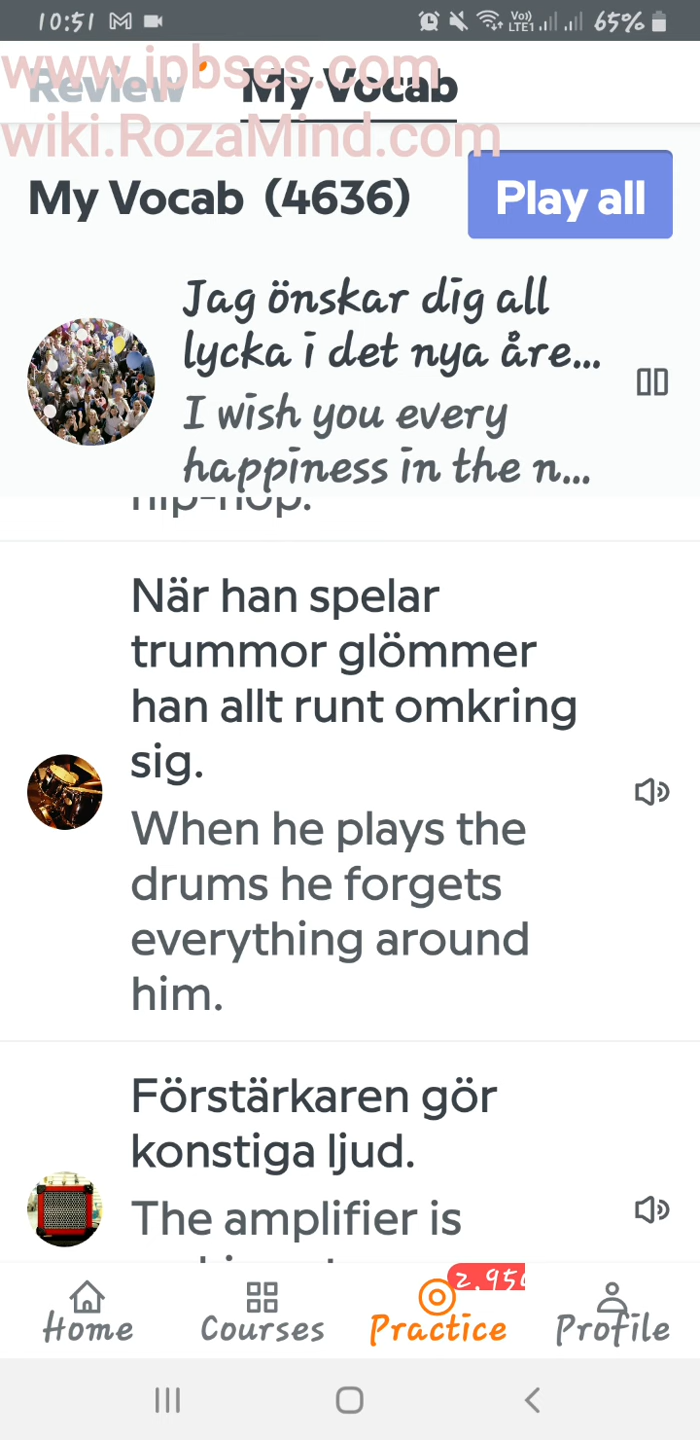 10:51
Vo)) LTE1 65%
www.ipbses.com
Review My Vocab
wiki.RozaMind.com
My Vocab (4636)
Play all
Jag önskar dig all
lycka i det nya åre...
I wish you every
happiness in the n...
hip-hop.
När han spelar
trummor glömmer
han allt runt omkring
sig.
When he plays the
drums he forgets
everything around
him.
Förstärkaren gör
konstiga ljud.
The amplifier is
2,956
Home Courses Practice Profile